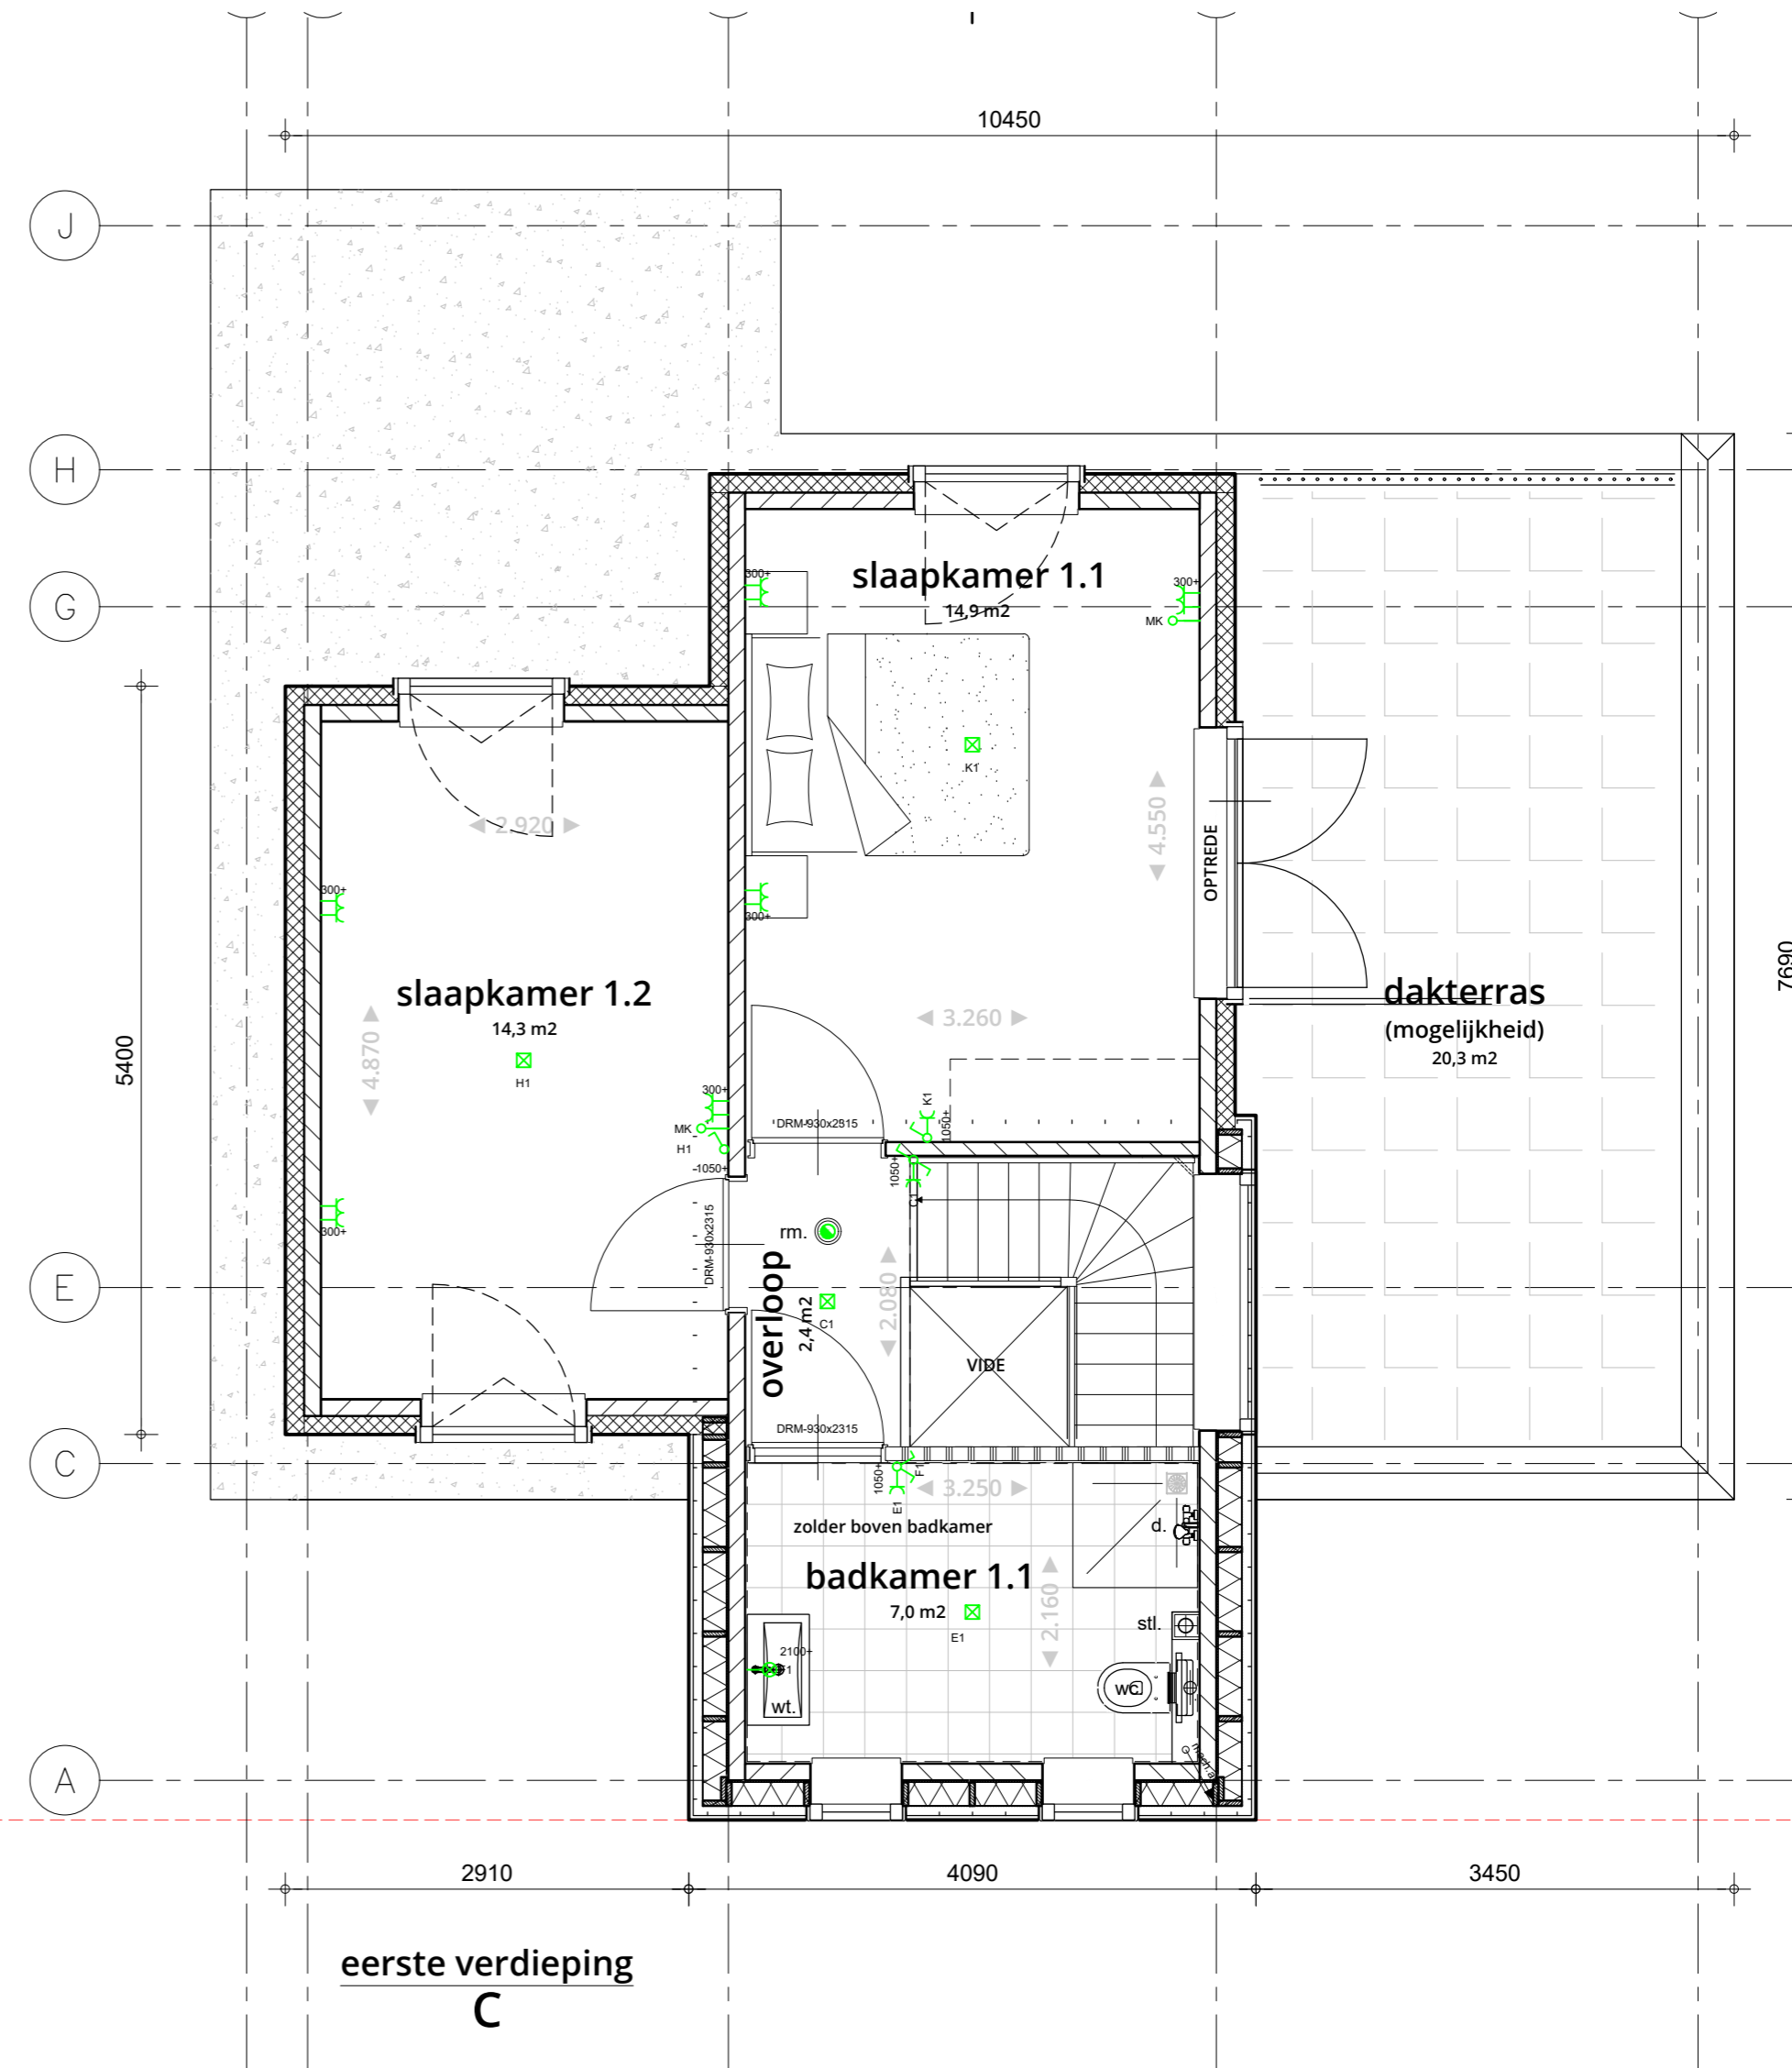 10450
J
H
300+
slaapkamer 1.1
14,9 m2
300+
MK
G
K1
2.920
4.550
OPTREDE
300+
300+
7690
slaapkamer 1.2
14,3 m2
H1
4.870
5400
3.260
dakterras
(mogelijkheid)
20,3 m2
300+
MK
H1
1050+
DRM-930x2315
K1
1050+
1050+
C1
DRM-930x2315
300+
rm.
overloop
2,4 m2
C1
2.080
E
VIDE
DRM-930x2315
C
1050+
F1
E1
3.250
zolder boven badkamer
d.
badkamer 1.1
7,0 m2
E1
2.160
stl.
2100+
F1
wt.
wc.
A
2910
4090
3450
eerste verdieping
C